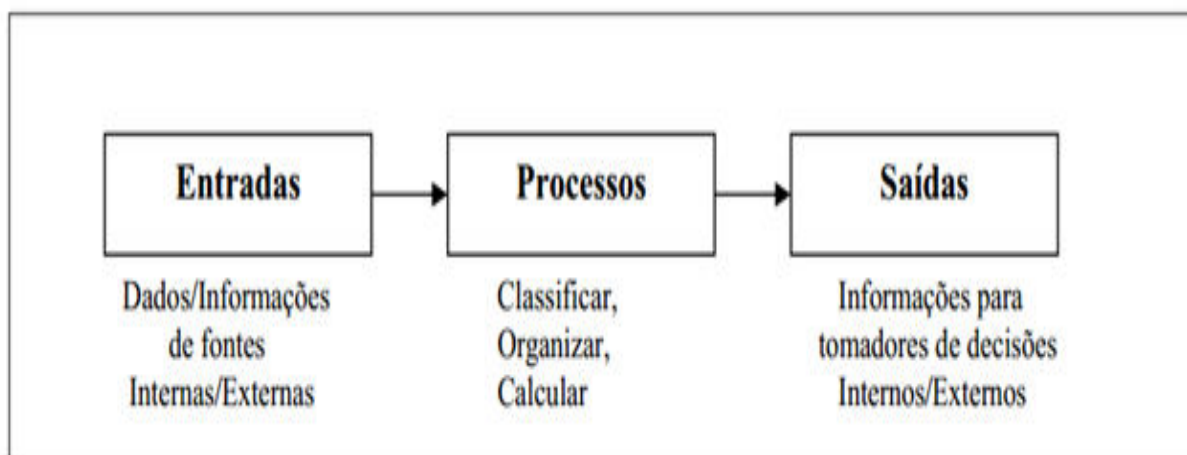 Entradas
Processos
Saídas
Dados/Informações
de fontes
Internas/Externas
Classificar,
Organizar,
Calcular
Informações para
tomadores de decisões
Internos/Externos